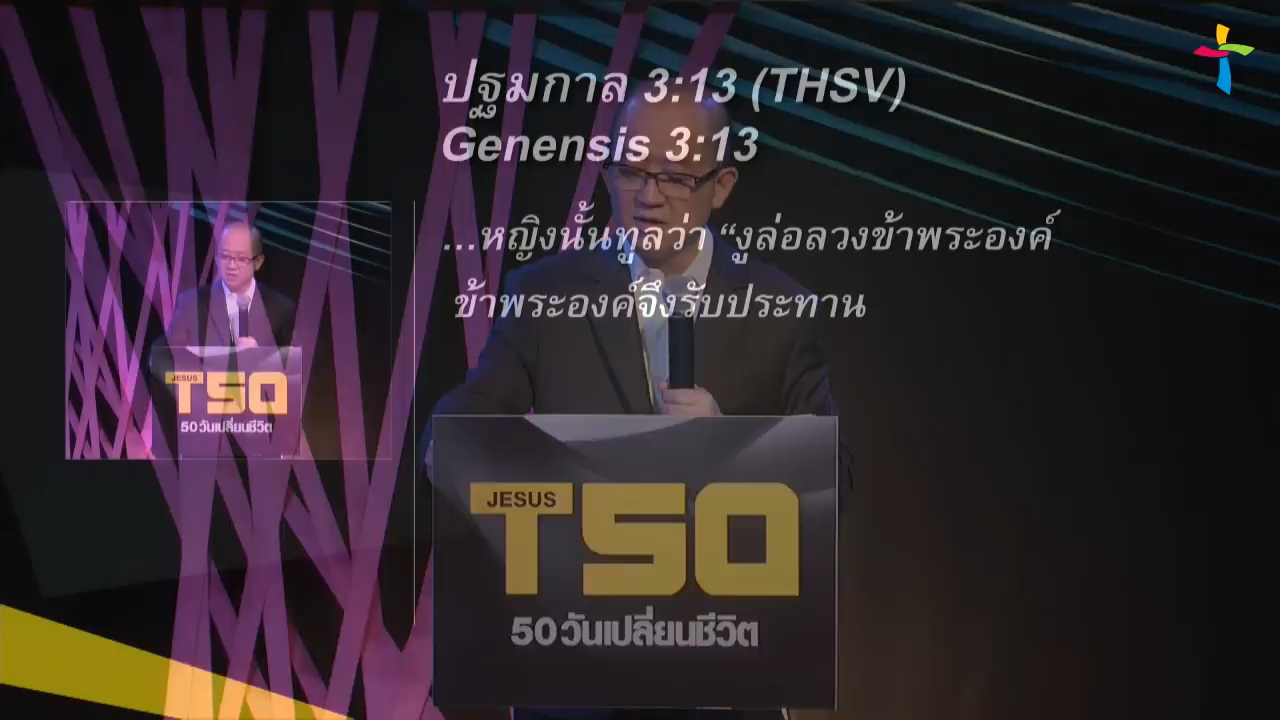 ปฐมกาล 3:13 (THSV)
Genensis 3:13
...หญิงนั้นทูลว่า “งูล่อลวงข้าพระองค์
ข้าพระองค์จึงรับประทาน
JESUS
T50
50วันเปลี่ยนชีวิต
JESUS
T50
50วันเปลี่ยนชีวิต